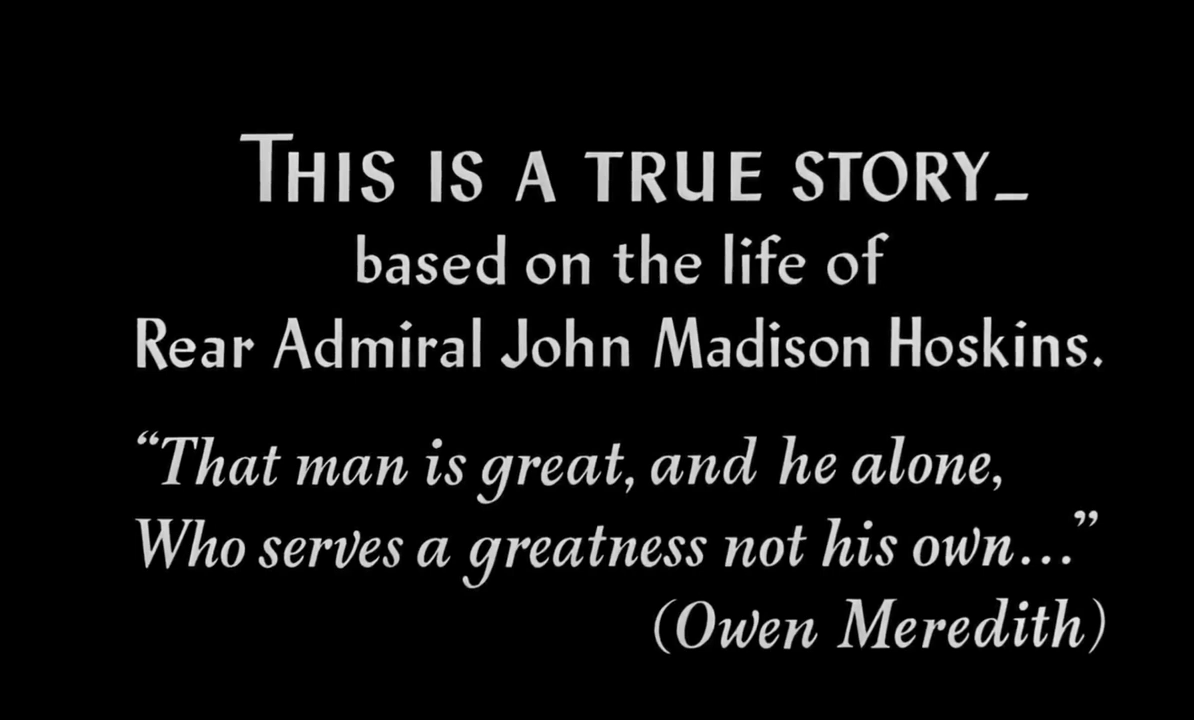 THIS IS A TRUE STORY_
based on the life of
Rear Admiral John Madison Hoskins.
“That man is great, and he alone,
Who serves a greatness not his own...”
(Owen Meredith)